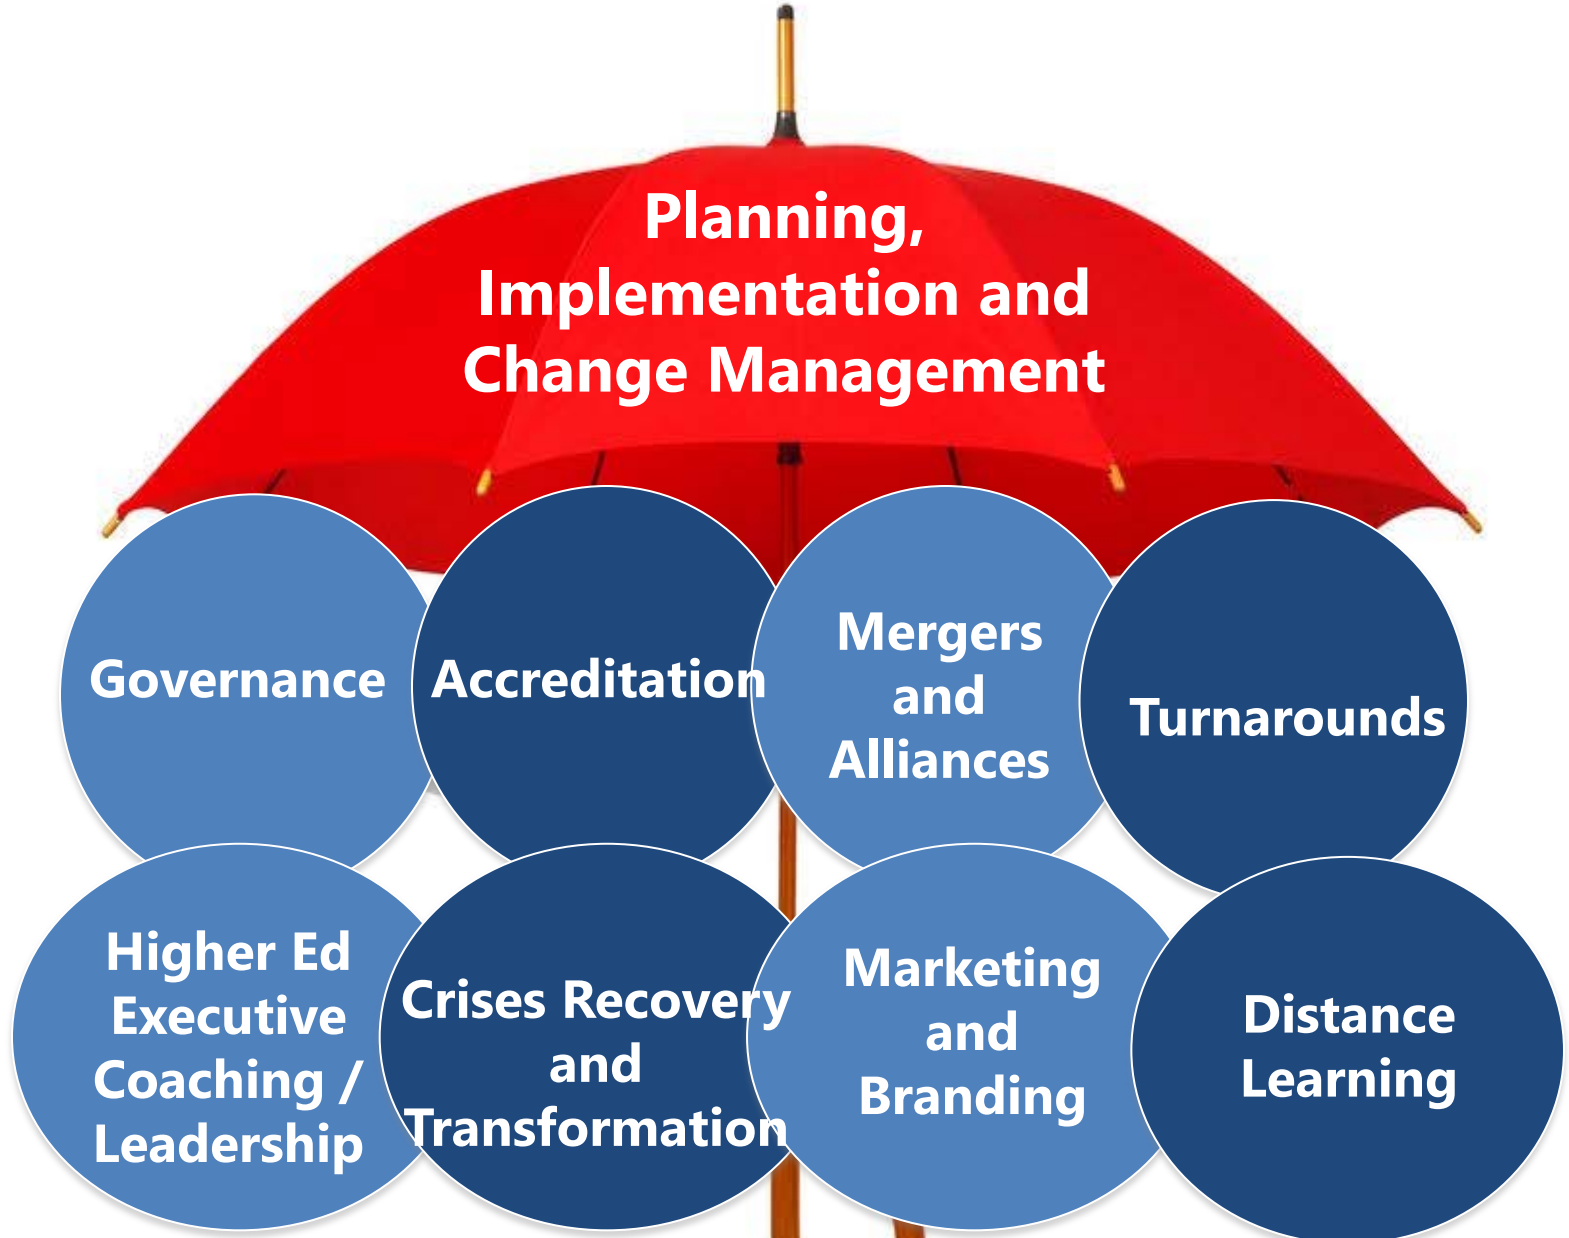 Planning,
Implementation and
Change Management
Governance
Accreditation
Mergers
and
Alliances
Turnarounds
Higher Ed
Executive
Coaching /
Leadership
Crises Recovery
and
Transformation
Marketing
and
Branding
Distance
Learning